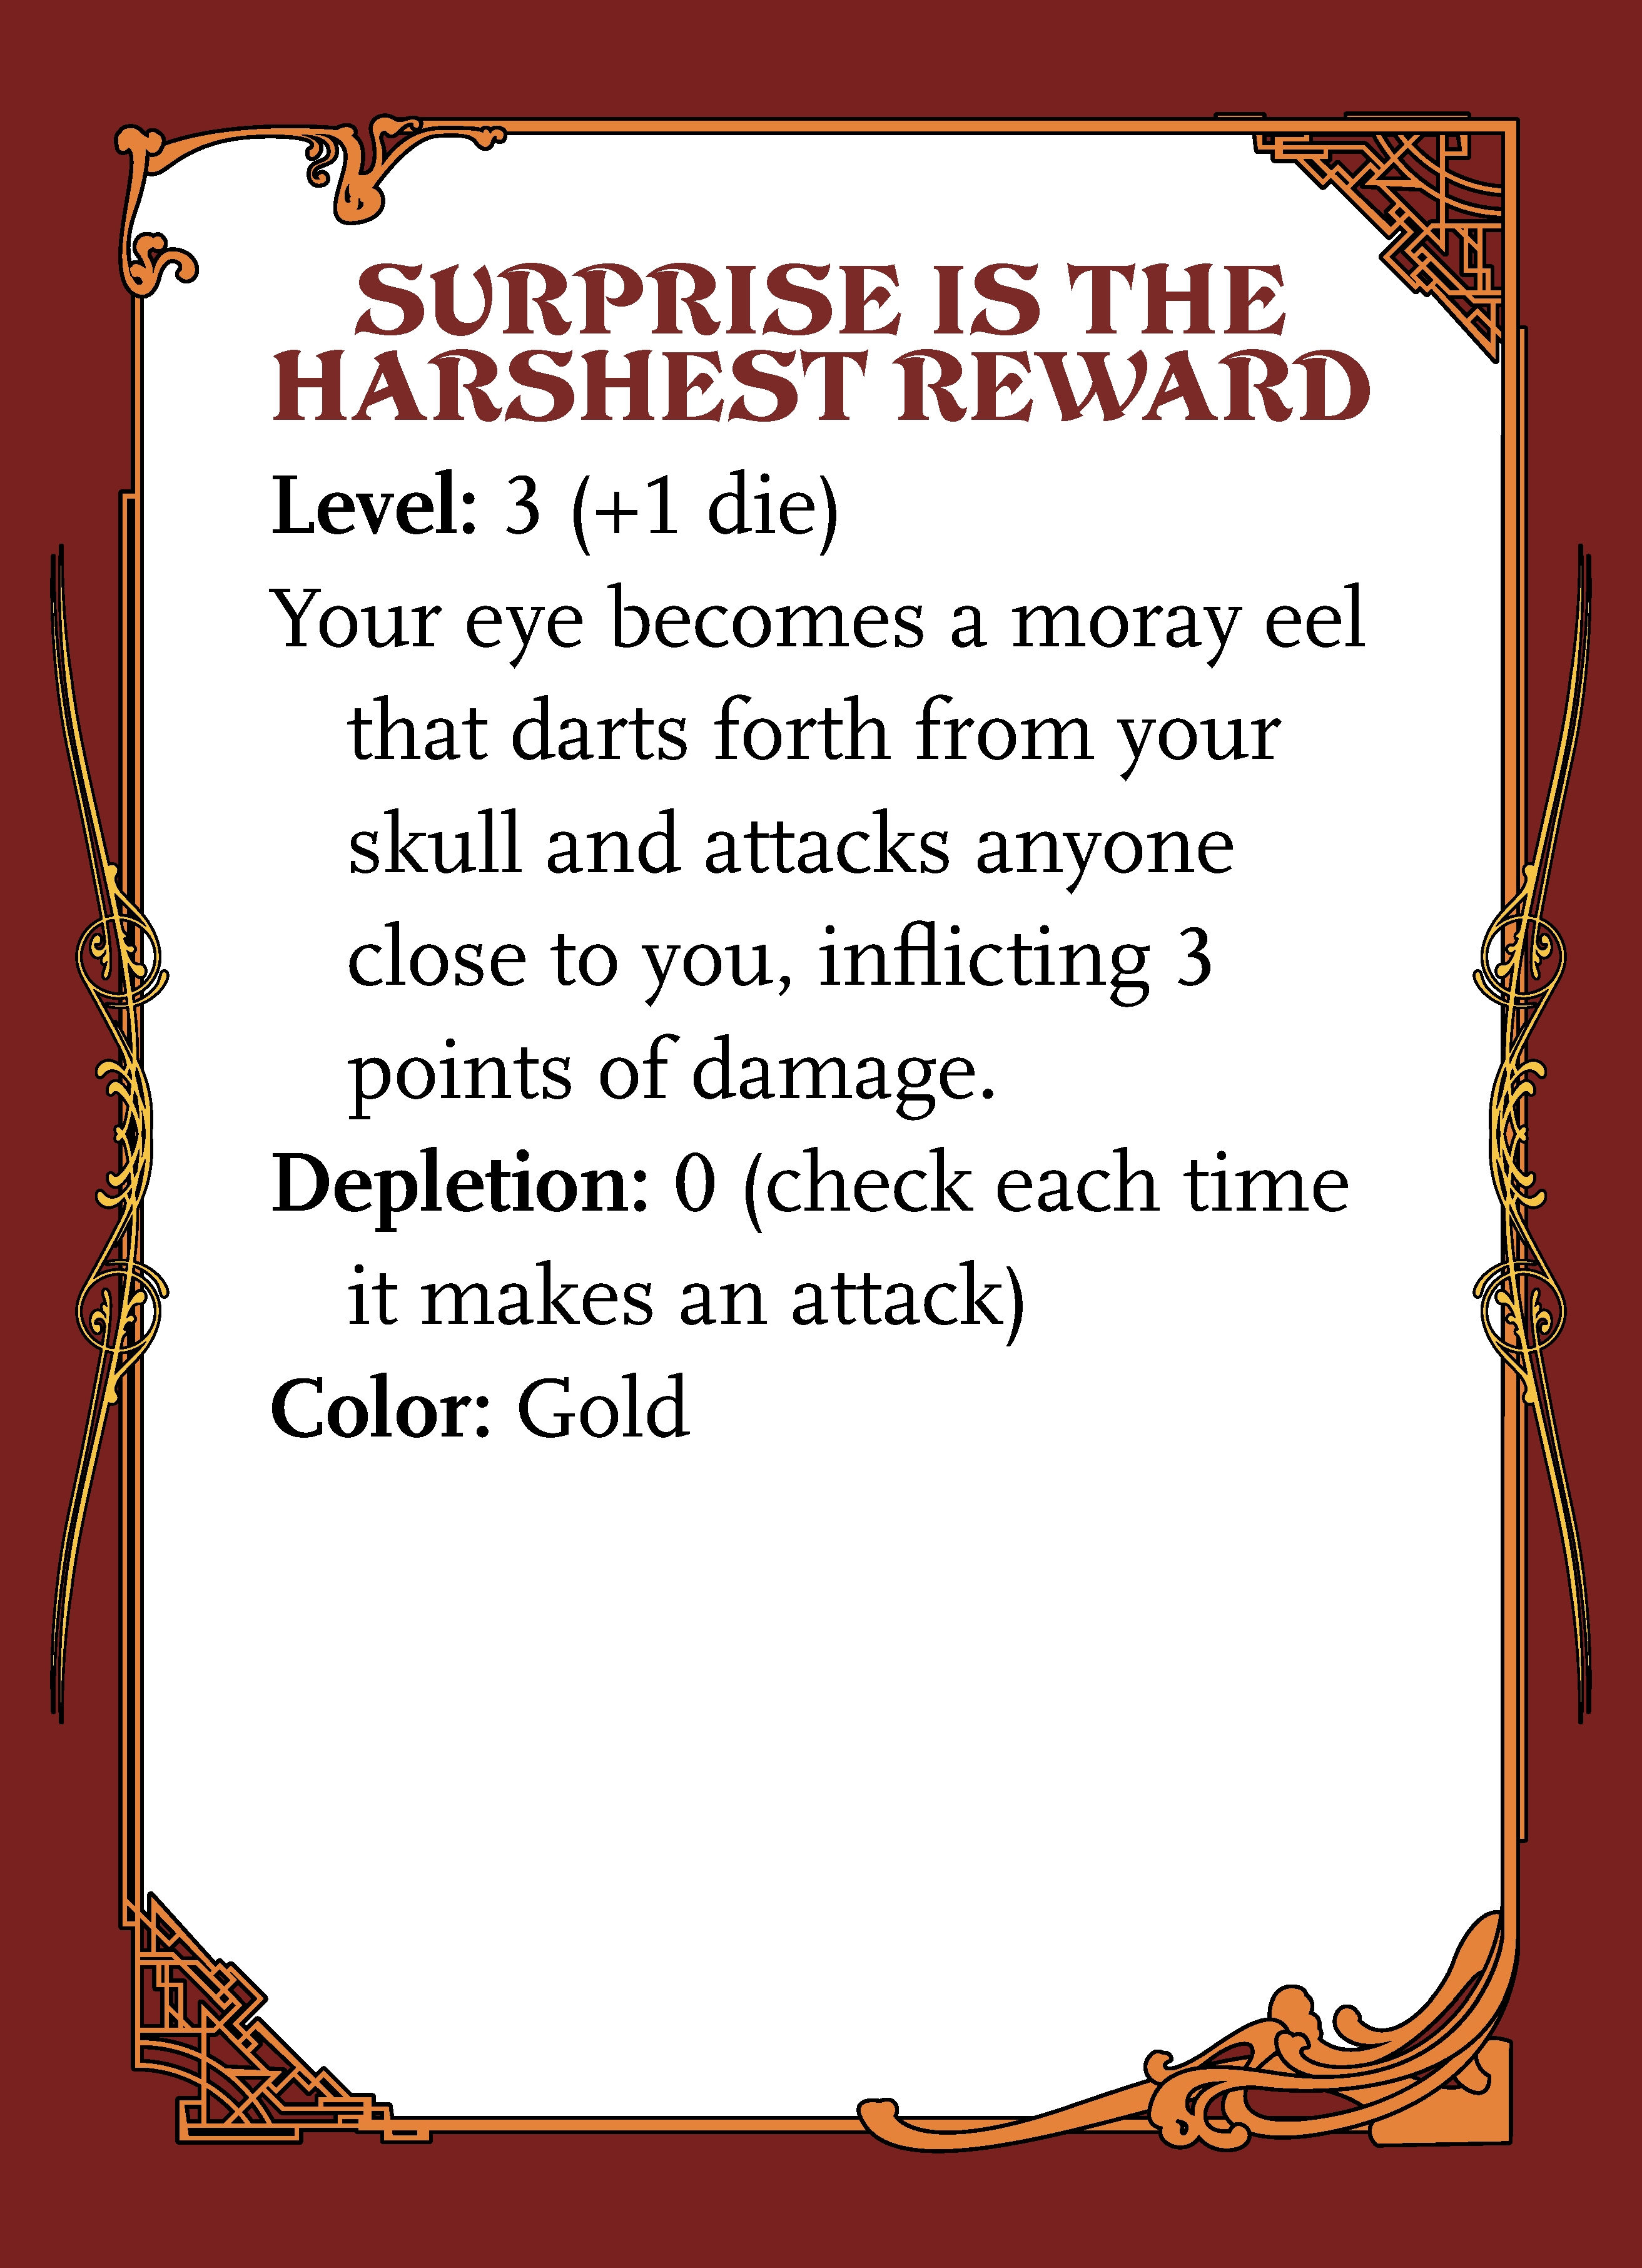 SURPRISE IS THE
HARSHEST REWARD
Level: 3 (+1 die)
Your eye becomes a moray eel
that darts forth from your
skull and attacks anyone
close to you, inflicting 3
points of damage.
Depletion: 0 (check each time
it makes an attack)
Color: Gold